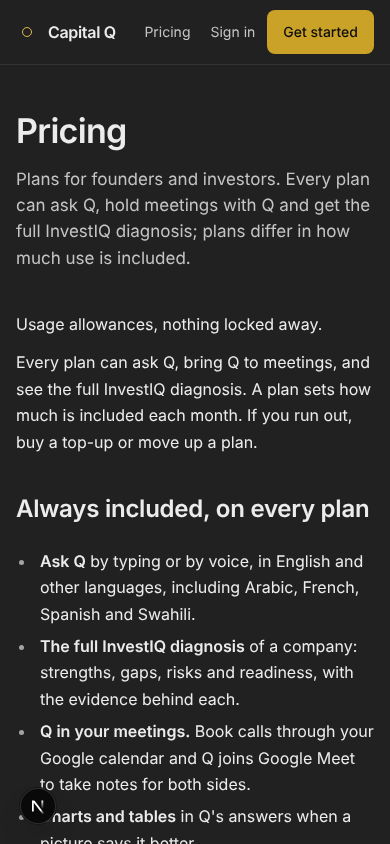 Capital Q Pricing Sign in Get started
Pricing
Plans for founders and investors. Every plan
can ask Q, hold meetings with Q and get the
full InvestIQ diagnosis; plans differ in how
much use is included.
Usage allowances, nothing locked away.
Every plan can ask Q, bring Q to meetings, and
see the full InvestIQ diagnosis. A plan sets how
much is included each month. If you run out,
buy a top-up or move up a plan.
Always included, on every plan
• Ask Q by typing or by voice, in English and
other languages, including Arabic, French,
Spanish and Swahili.
• The full InvestIQ diagnosis of a company:
strengths, gaps, risks and readiness, with
the evidence behind each.
• Q in your meetings. Book calls through your
Google calendar and Q joins Google Meet
to take notes for both sides.
N
and tables in Q's answers when a
picture says it better.